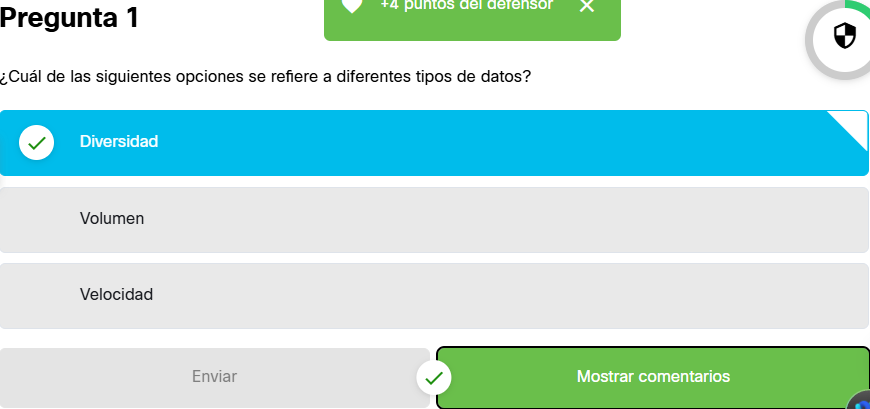 +4 puntos del defensor
Pregunta 1
¿Cuál de las siguientes opciones se refiere a diferentes tipos de datos?
Diversidad
Volumen
Velocidad
Enviar
Mostrar comentarios